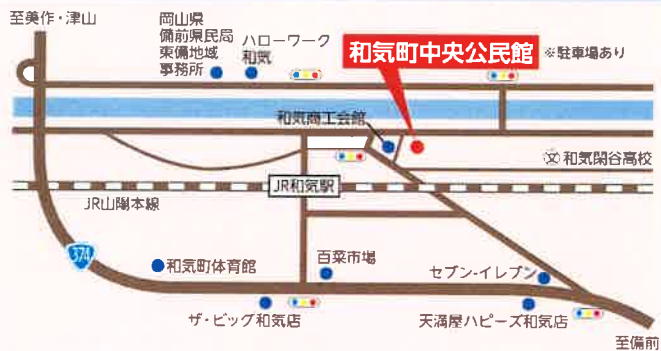 至美作・津山
岡山県
備前県民局
東備地域
事務所
ハローワーク
和気
和気町中央公民館
※駐車場あり
和気商工会館
和気閑谷高校
JR和気駅
JR山陽本線
374
和気町体育館
百菜市場
セブン-イレブン
ザ・ビッグ和気店
天満屋ハピーズ和気店
至備前